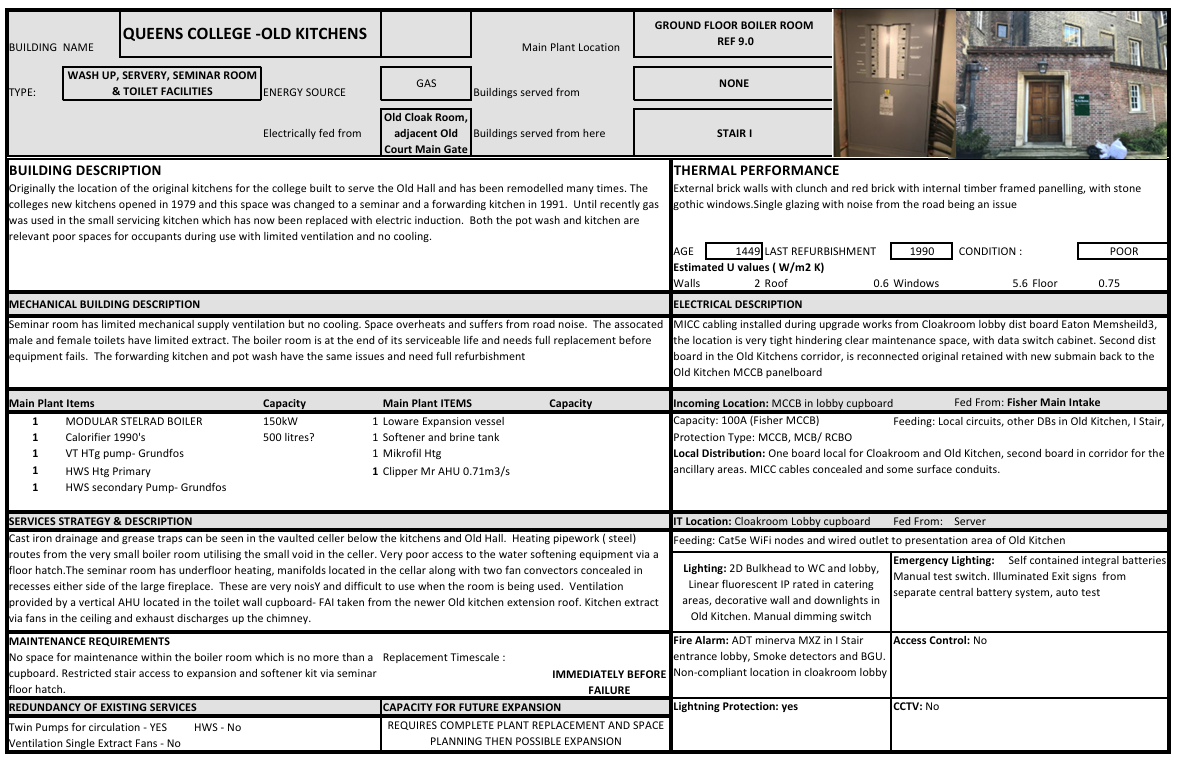 BUILDING NAME
QUEENS COLLEGE -OLD KITCHENS
Main Plant Location
GROUND FLOOR BOILER ROOM
REF 9.0
TYPE:
WASH UP, SERVERY, SEMINAR ROOM
& TOILET FACILITIES
ENERGY SOURCE
GAS
Buildings served from
NONE
Electrically fed from
Old Cloak Room,
adjacent Old
Court Main Gate
Buildings served from here
STAIR I
BUILDING DESCRIPTION
Originally the location of the original kitchens for the college built to serve the Old Hall and has been remodelled many times. The
colleges new kitchens opened in 1979 and this space was changed to a seminar and a forwarding kitchen in 1991. Until recently gas
was used in the small servicing kitchen which has now been replaced with electric induction. Both the pot wash and kitchen are
relevant poor spaces for occupants during use with limited ventilation and no cooling.
THERMAL PERFORMANCE
External brick walls with clunch and red brick with internal timber framed panelling, with stone
gothic windows.Single glazing with noise from the road being an issue
AGE 1449 LAST REFURBISHMENT 1990 CONDITION : POOR
Estimated U values ( W/m2 K)
Walls 2 Roof 0.6 Windows 5.6 Floor 0.75
MECHANICAL BUILDING DESCRIPTION
Seminar room has limited mechanical supply ventilation but no cooling. Space overheats and suffers from road noise. The assocated
male and female toilets have limited extract. The boiler room is at the end of its serviceable life and needs full replacement before
equipment fails. The forwarding kitchen and pot wash have the same issues and need full refurbishment
ELECTRICAL DESCRIPTION
MICC cabling installed during upgrade works from Cloakroom lobby dist board Eaton Memsheild3,
the location is very tight hindering clear maintenance space, with data switch cabinet. Second dist
board in the Old Kitchens corridor, is reconnected original retained with new submain back to the
Old Kitchen MCCB panelboard
Main Plant Items Capacity Main Plant ITEMS Capacity
1 MODULAR STELRAD BOILER 150kW 1 Loware Expansion vessel
1 Calorifier 1990's 500 litres? 1 Softener and brine tank
1 VT HTg pump- Grundfos 1 Mikrofil Htg
1 HWS Htg Primary 1 Clipper Mr AHU 0.71m3/s
1 HWS secondary Pump- Grundfos
Incoming Location: MCCB in lobby cupboard Fed From: Fisher Main Intake
Capacity: 100A (Fisher MCCB) Feeding: Local circuits, other DBs in Old Kitchen, I Stair,
Protection Type: MCCB, MCB/ RCBO
Local Distribution: One board local for Cloakroom and Old Kitchen, second board in corridor for the
ancillary areas. MICC cables concealed and some surface conduits.
SERVICES STRATEGY & DESCRIPTION
Cast iron drainage and grease traps can be seen in the vaulted celler below the kitchens and Old Hall. Heating pipework ( steel)
routes from the very small boiler room utilising the small void in the celler. Very poor access to the water softening equipment via a
floor hatch.The seminar room has underfloor heating, manifolds located in the cellar along with two fan convectors concealed in
recesses either side of the large fireplace. These are very noisY and difficult to use when the room is being used. Ventilation
provided by a vertical AHU located in the toilet wall cupboard- FAI taken from the newer Old kitchen extension roof. Kitchen extract
via fans in the ceiling and exhaust discharges up the chimney.
IT Location: Cloakroom Lobby cupboard Fed From: Server
Feeding: Cat5e WiFi nodes and wired outlet to presentation area of Old Kitchen
Lighting: 2D Bulkhead to WC and lobby,
Linear fluorescent IP rated in catering
areas, decorative wall and downlights in
Old Kitchen. Manual dimming switch
Emergency Lighting: Self contained integral batteries
Manual test switch. Illuminated Exit signs from
separate central battery system, auto test
MAINTENANCE REQUIREMENTS
No space for maintenance within the boiler room which is no more than a
cupboard. Restricted stair access to expansion and softener kit via seminar
floor hatch.
Replacement Timescale :
IMMEDIATELY BEFORE
FAILURE
Fire Alarm: ADT minerva MXZ in I Stair
entrance lobby, Smoke detectors and BGU.
Non-compliant location in cloakroom lobby
Access Control: No
REDUNDANCY OF EXISTING SERVICES
Twin Pumps for circulation - YES HWS - No
Ventilation Single Extract Fans - No
CAPACITY FOR FUTURE EXPANSION
REQUIRES COMPLETE PLANT REPLACEMENT AND SPACE
PLANNING THEN POSSIBLE EXPANSION
Lightning Protection: yes
CCTV: No